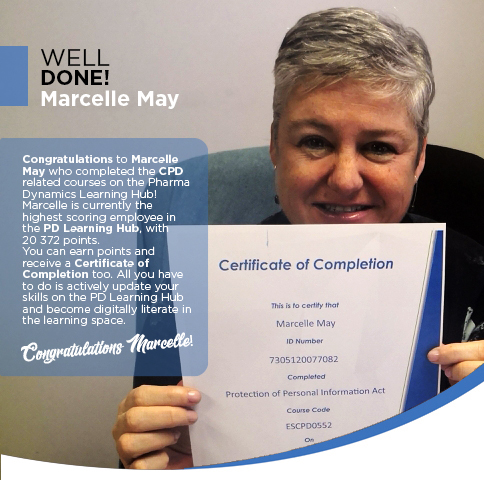 WELL
DONE!
Marcelle May
Congratulations to Marcelle
May who completed the CPD
related courses on the Pharma
Dynamics Learning Hub!
Marcelle is currently the
highest scoring employee in
the PD Learning Hub, with
20 372 points.
You can earn points and
receive a Certificate of
Completion too. All you have
to do is actively update your
skills on the PD Learning Hub
and become digitally literate in
the learning space.
Congratulations Marcelle!
Certificate of Completion
This is to certify that
Marcelle May
ID Number
7305120077082
Completed
Protection of Personal Information Act
Course Code
ESCPD0552
On